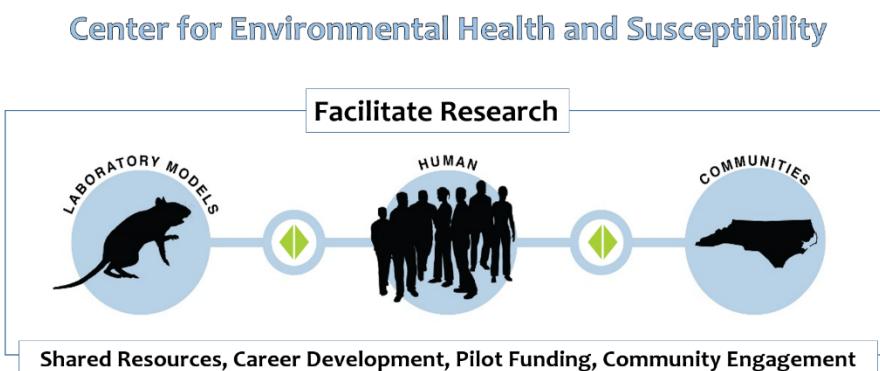 Center for Environmental Health and Susceptibility
Facilitate Research
LABORATORY MODELS
HUMAN
COMMUNITIES
Shared Resources, Career Development, Pilot Funding, Community Engagement